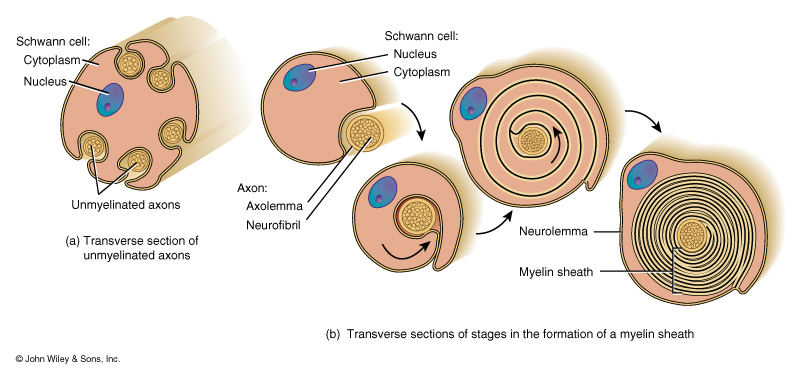 Schwann cell:
Cytoplasm
Nucleus
Unmyelinated axons
(a) Transverse section of
unmyelinated axons
Schwann cell:
Nucleus
Cytoplasm
Axon:
Axolemma
Neurofibril
Neurolemma
Myelin sheath
(b) Transverse sections of stages in the formation of a myelin sheath
© John Wiley & Sons, Inc.